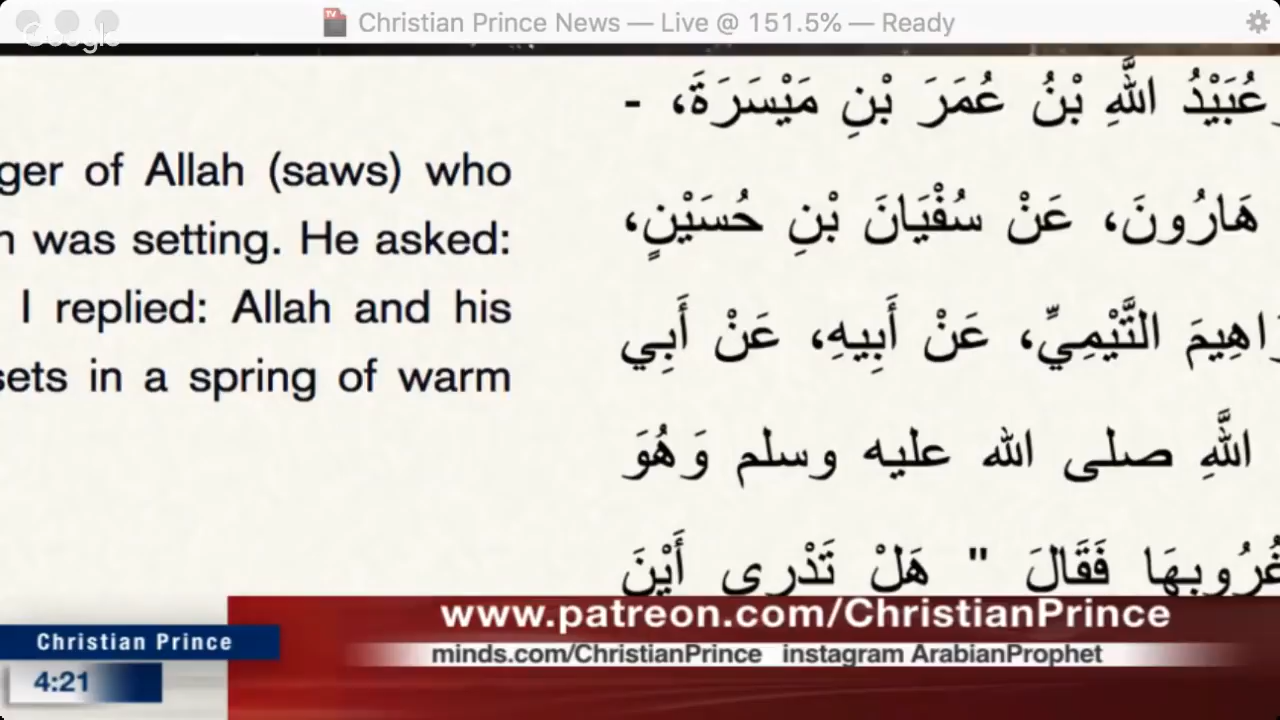 Google
Christian Prince News — Live @ 151.5% — Ready
ger of Allah (saws) who
was setting. He asked:
I replied: Allah and his
sets in a spring of warm
عُبَيْدُ اللَّهِ بْنُ عُمَرَ بْنِ مَيْسَرَةَ، -
هَارُونَ، عَنْ سُفْيَانَ بْنِ حُسَيْنٍ،
رَاهِيمَ التَّيْمِيِّ، عَنْ أَبِيهِ، عَنْ أَبِي
اللَّهِ صلى الله عليه وسلم وَهُوَ
غُرُوبِهَا فَقَالَ " هَلْ تَدْرِي أَيْنَ
www.patreon.com/ChristianPrince
minds.com/ChristianPrince instagram ArabianProphet
Christian Prince
4:21